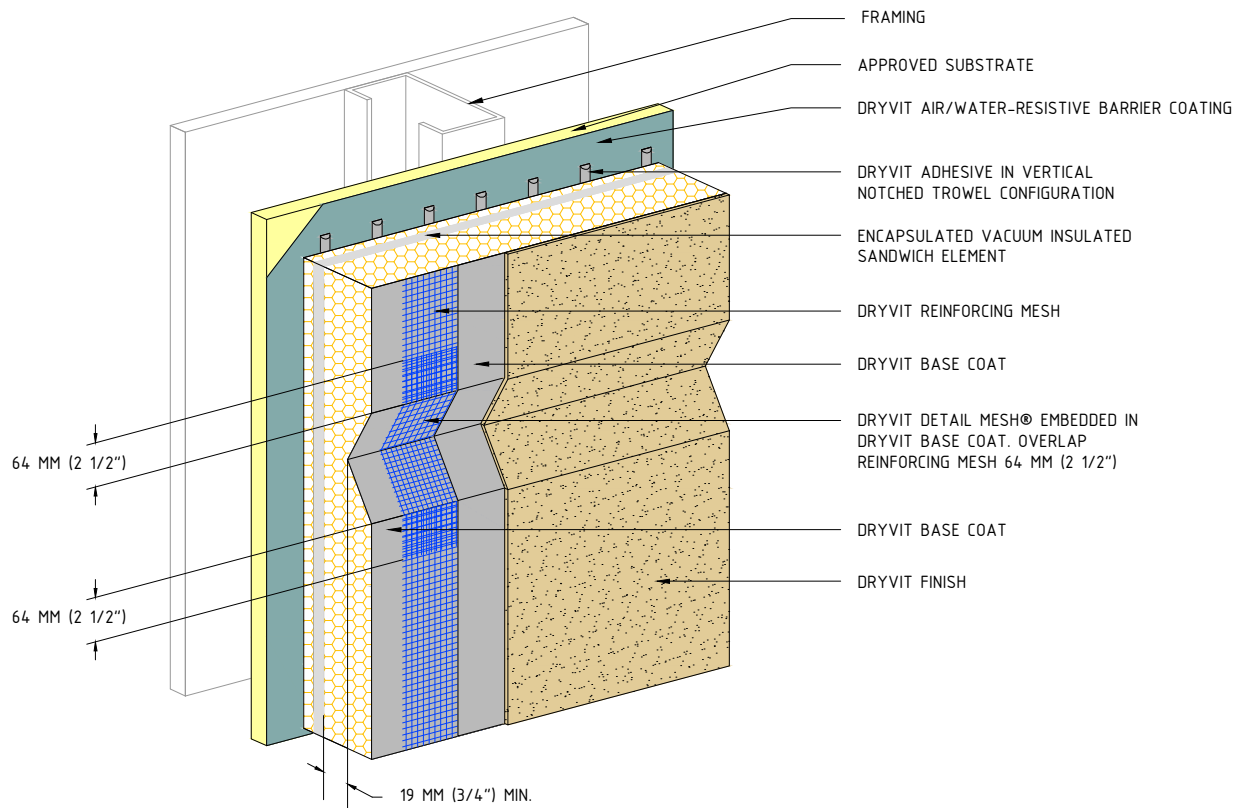 FRAMING
APPROVED SUBSTRATE
DRYVIT AIR/WATER-RESISTIVE BARRIER COATING
DRYVIT ADHESIVE IN VERTICAL
NOTCHED TROWEL CONFIGURATION
ENCAPSULATED VACUUM INSULATED
SANDWICH ELEMENT
DRYVIT REINFORCING MESH
DRYVIT BASE COAT
DRYVIT DETAIL MESH® EMBEDDED IN
DRYVIT BASE COAT. OVERLAP
REINFORCING MESH 64 MM (2 1/2")
DRYVIT BASE COAT
DRYVIT FINISH
64 MM (2 1/2")
64 MM (2 1/2")
19 MM (3/4") MIN.